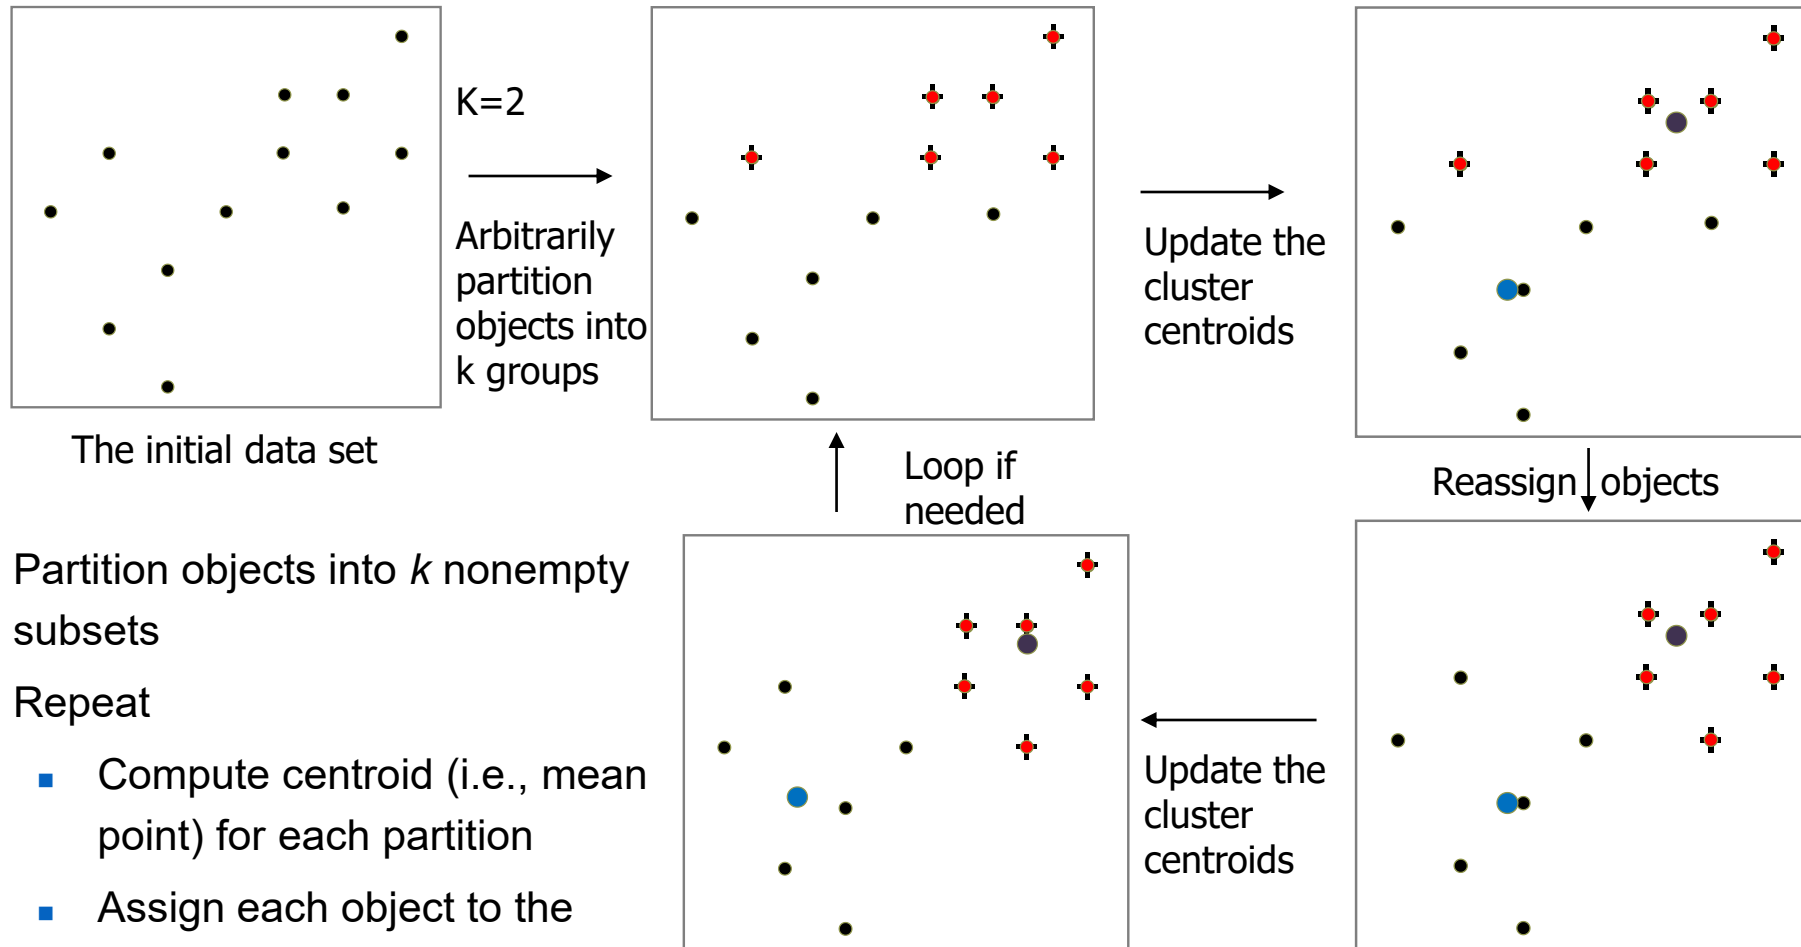 K=2
Arbitrarily
partition
objects into
k groups
Update the
cluster
centroids
The initial data set
Loop if
needed
Reassign objects
Partition objects into k nonempty
subsets
Repeat
Compute centroid (i.e., mean
point) for each partition
Assign each object to the
Update the
cluster
centroids